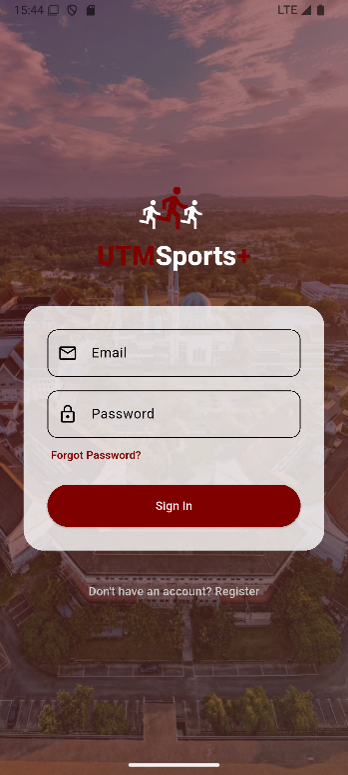 15:44 LTE
UTMSports+
Email
Password
Forgot Password?
Sign In
Don't have an account? Register